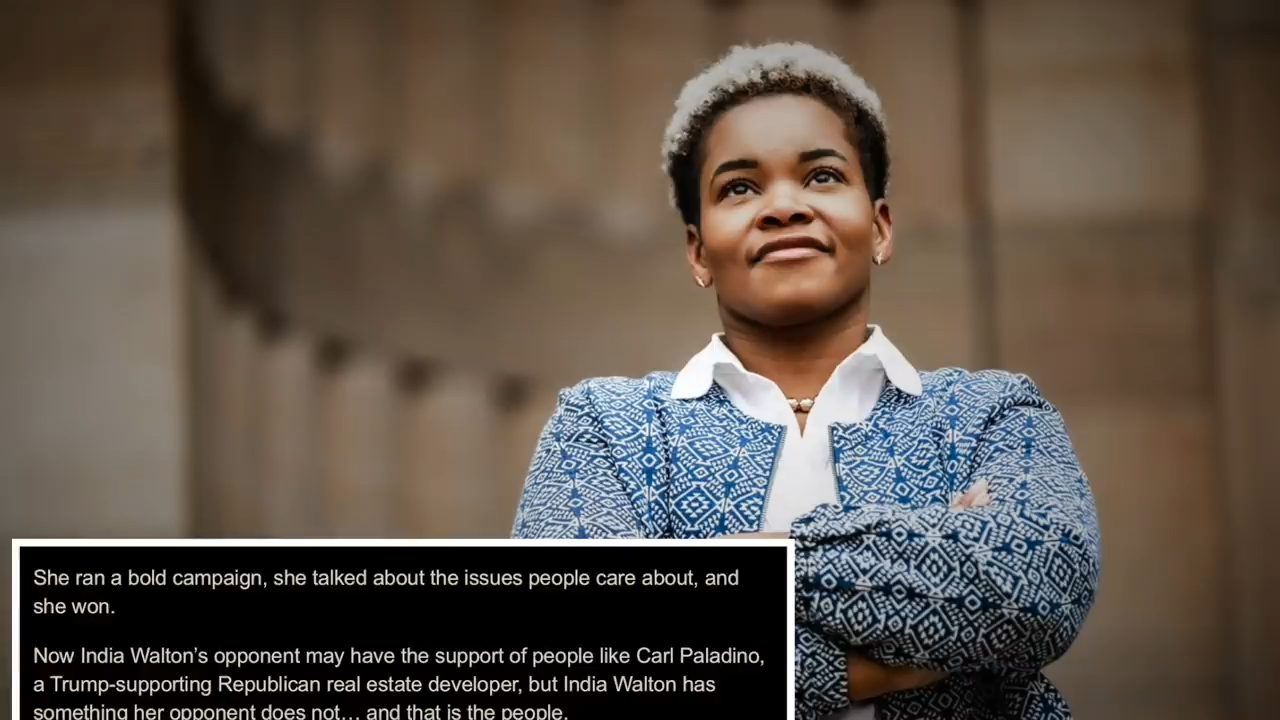 She ran a bold campaign, she talked about the issues people care about, and
she won.
Now India Walton’s opponent may have the support of people like Carl Paladino,
a Trump-supporting Republican real estate developer, but India Walton has
something her opponent does not… and that is the people.